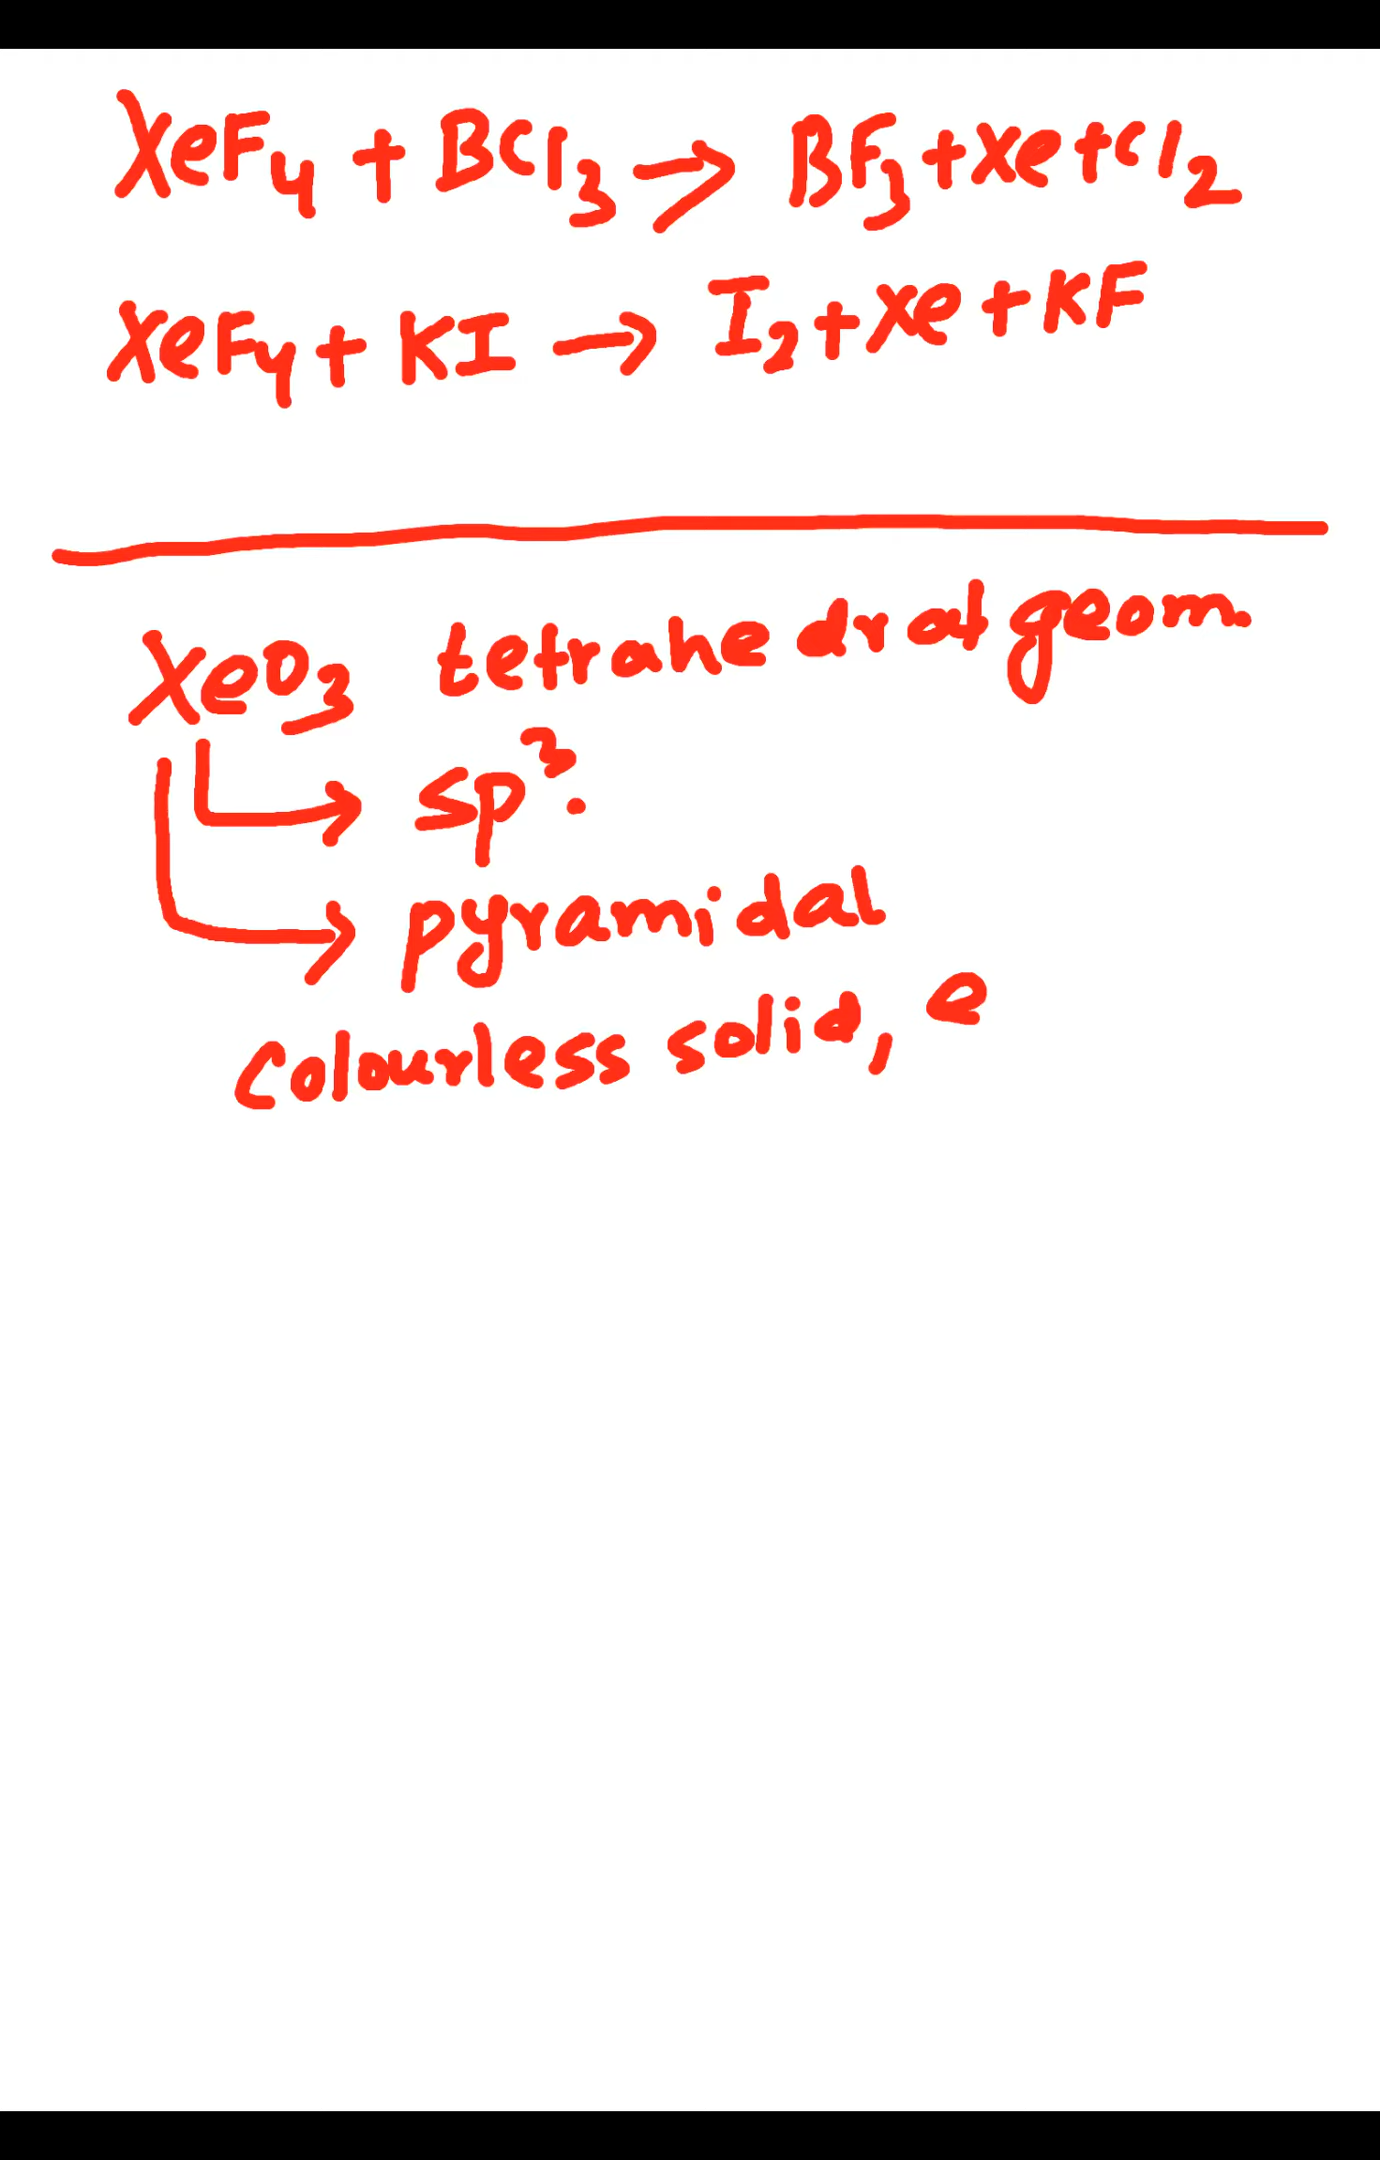 XeF₄ + BCl₃ → BF₃ + Xe + Cl₂
XeF₄ + KI → I₂ + Xe + KF
XeO₃ tetrahedral geom.
→ sp³.
→ pyramidal
Colourless solid, e